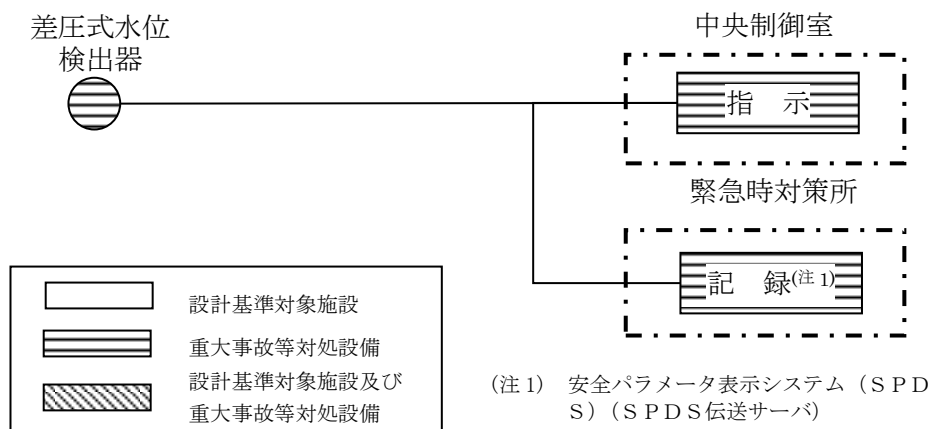 差圧式水位
検出器
中央制御室
指　示
緊急時対策所
記　録(注1)
設計基準対象施設
重大事故等対処設備
設計基準対象施設及び
重大事故等対処設備
(注1)　安全パラメータ表示システム（ＳＰＤ
Ｓ）（ＳＰＤＳ伝送サーバ）